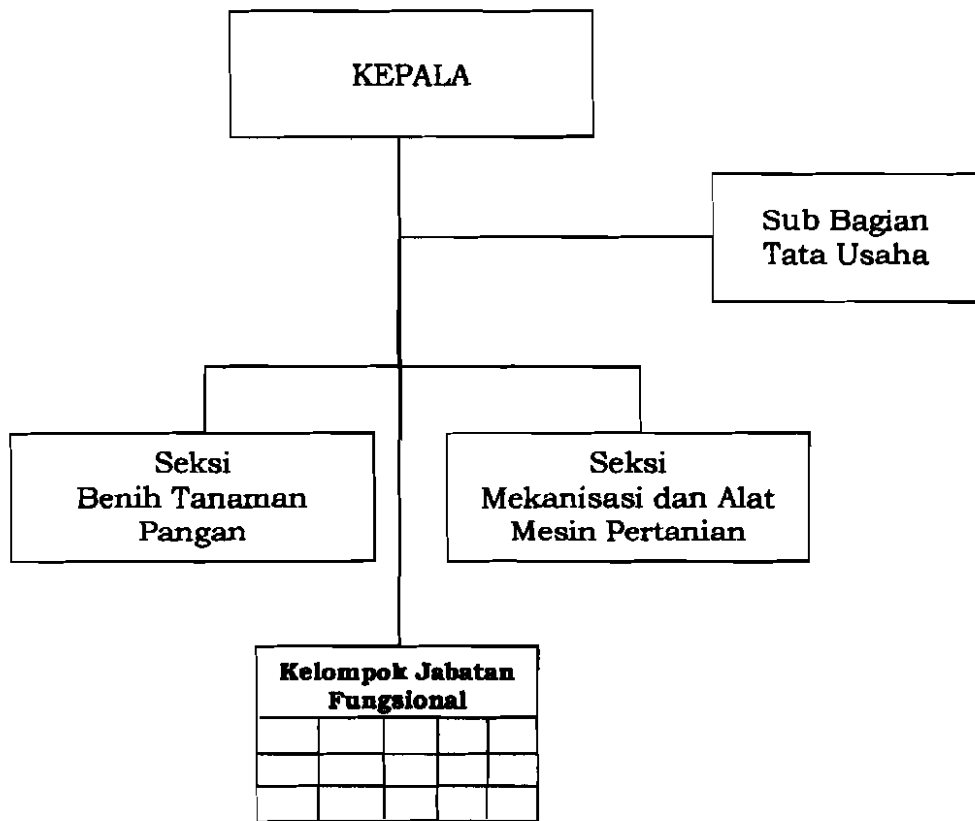 KEPALA
Sub Bagian
Tata Usaha
Seksi
Benih Tanaman
Pangan
Seksi
Mekanisasi dan Alat
Mesin Pertanian
Kelompok Jabatan
Fungsional